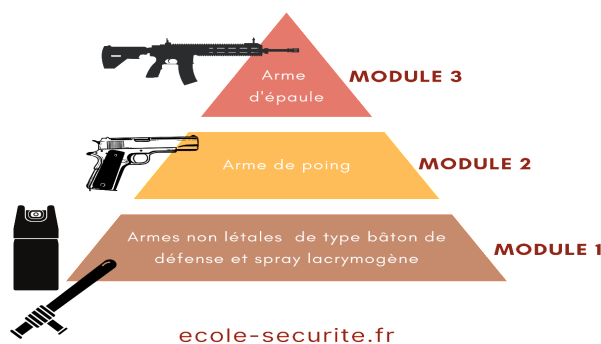 Arme
d'épaule
MODULE 3
Arme de poing
MODULE 2
Armes non létales de type bâton de
défense et spray lacrymogène
MODULE 1
ecole-securite.fr